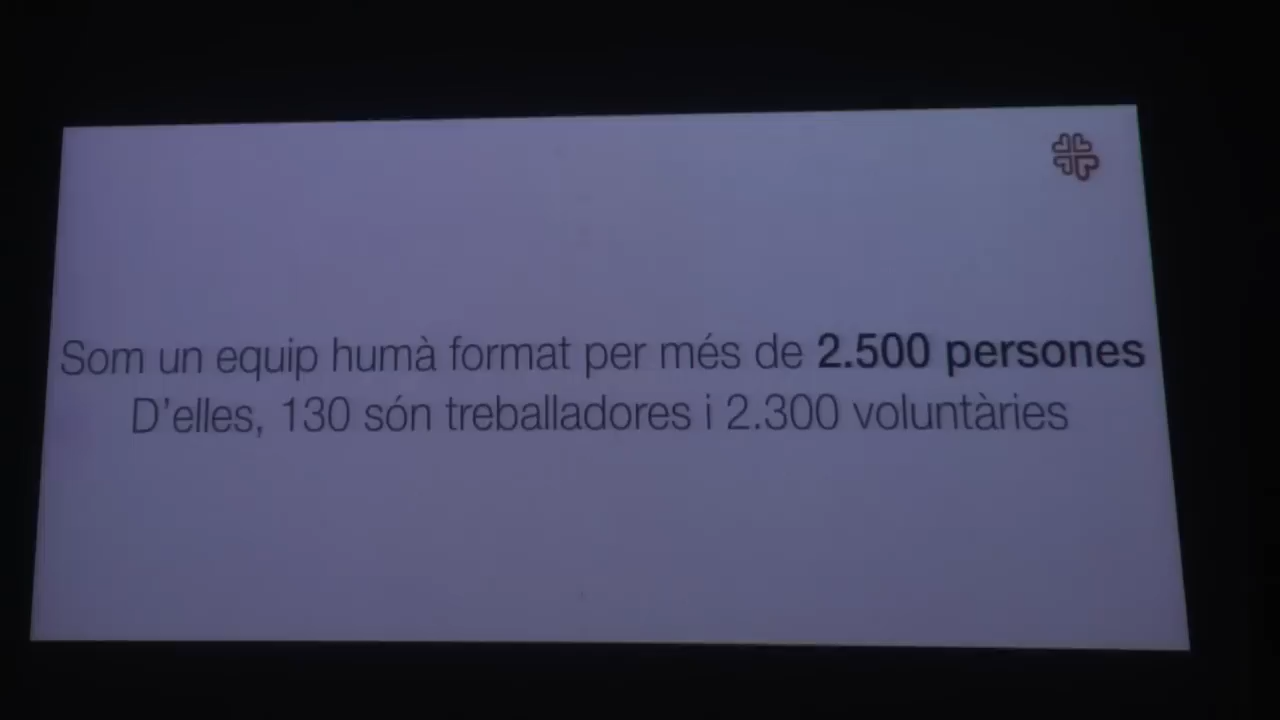 Som un equip humà format per més de 2.500 persones
D'elles, 130 són treballadores i 2.300 voluntàries